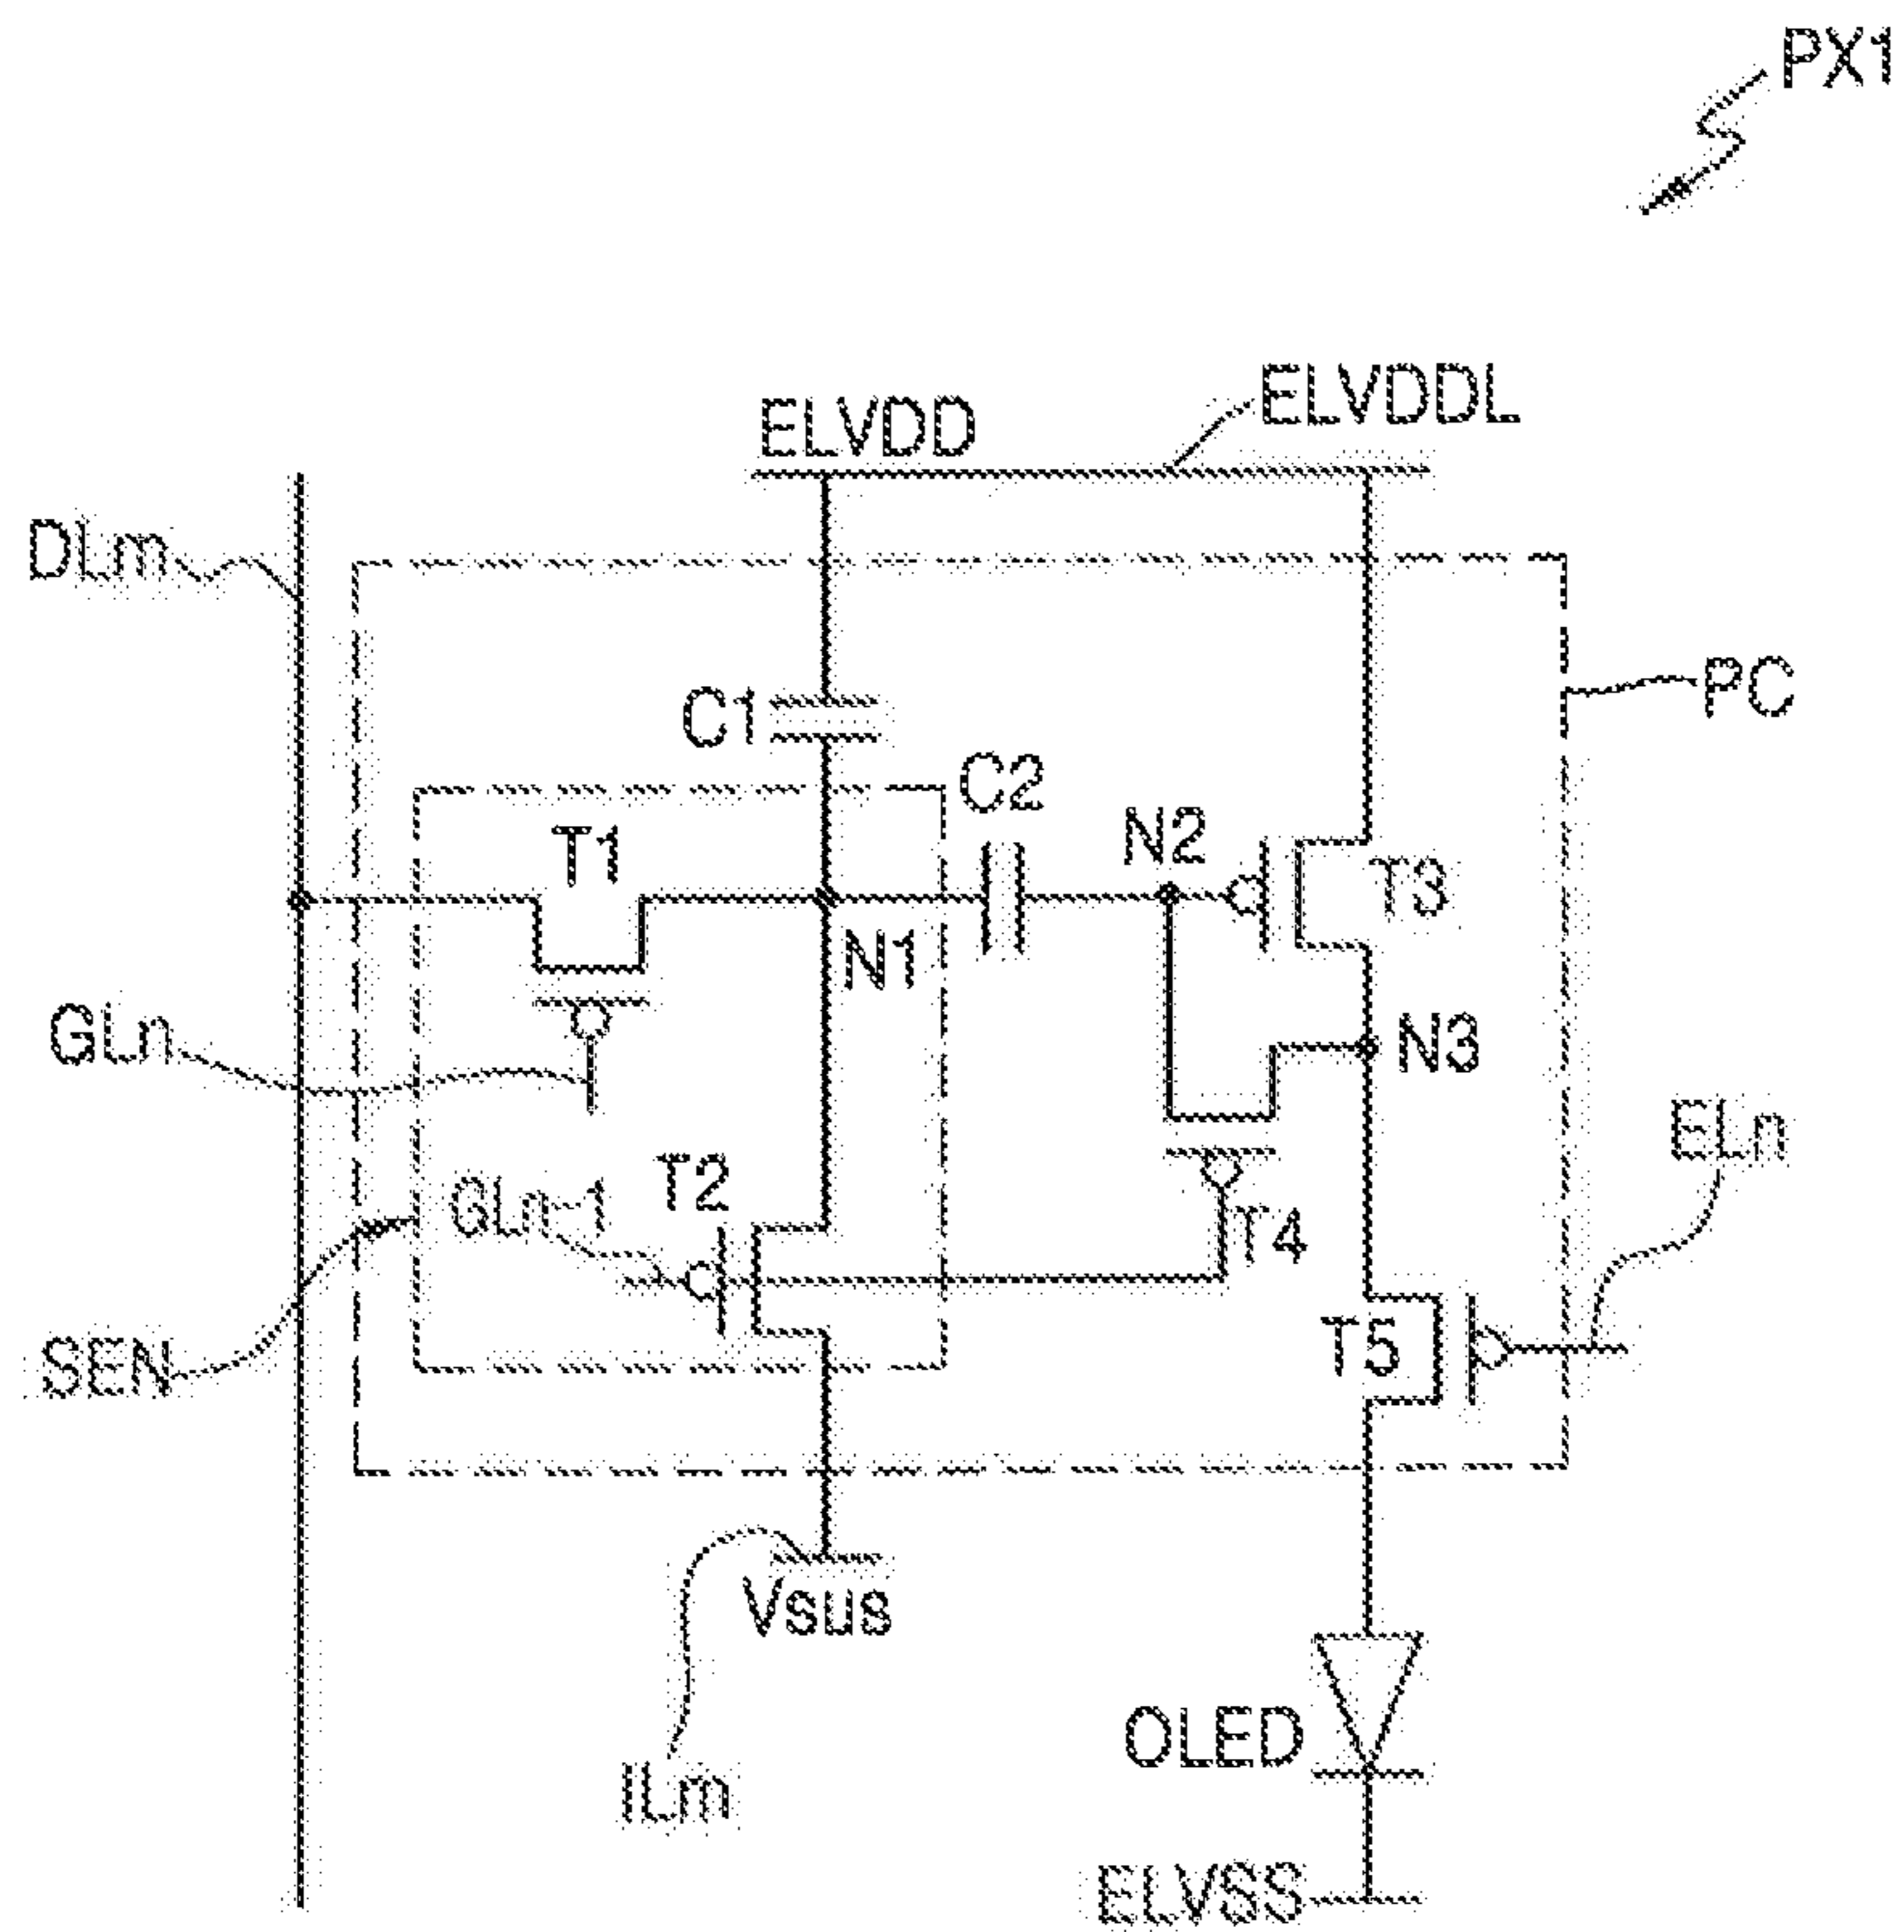 PX1
ELVDD
ELVDDL
DLm
PC
C1
C2
T1
N2
T3
N1
GLn
N3
ELn
T2
GLn-1
T4
SEN
T5
Vsus
ILm
OLED
ELVSS